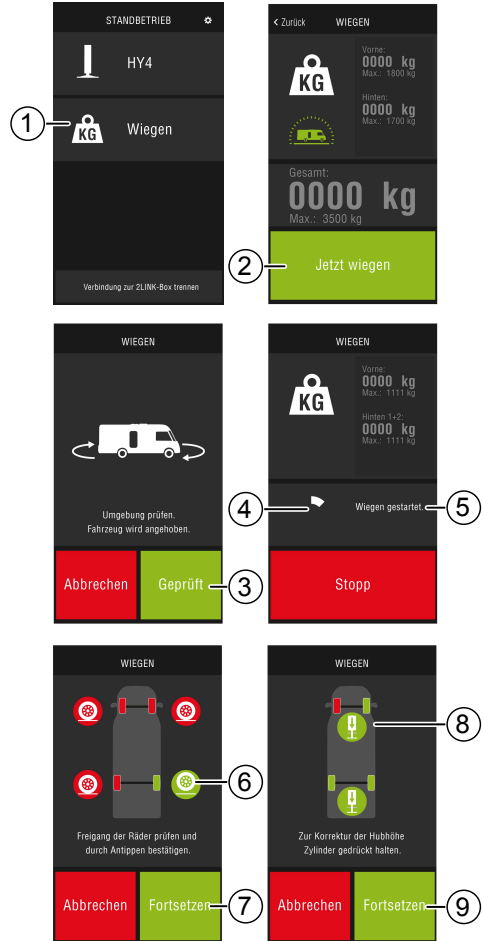 STANDBETRIEB
HY4
1
KG
Wiegen
Verbindung zur 2LINK-Box trennen
< Zurück WIEGEN
KG
Vorne:
0000 kg
Max.: 1800 kg
Hinten:
0000 kg
Max.: 1700 kg
Gesamt:
0000 kg
Max.: 3500 kg
2
Jetzt wiegen
WIEGEN
Umgebung prüfen.
Fahrzeug wird angehoben.
Abbrechen
Geprüft
3
WIEGEN
KG
Vorne:
0000 kg
Max.: 1111 kg
Hinten 1+2:
0000 kg
Max.: 1111 kg
4
Wiegen gestartet.
5
Stopp
WIEGEN
6
Freigang der Räder prüfen und
durch Antippen bestätigen.
Abbrechen
Fortsetzen
7
WIEGEN
8
Zur Korrektur der Hubhöhe
Zylinder gedrückt halten.
Abbrechen
Fortsetzen
9